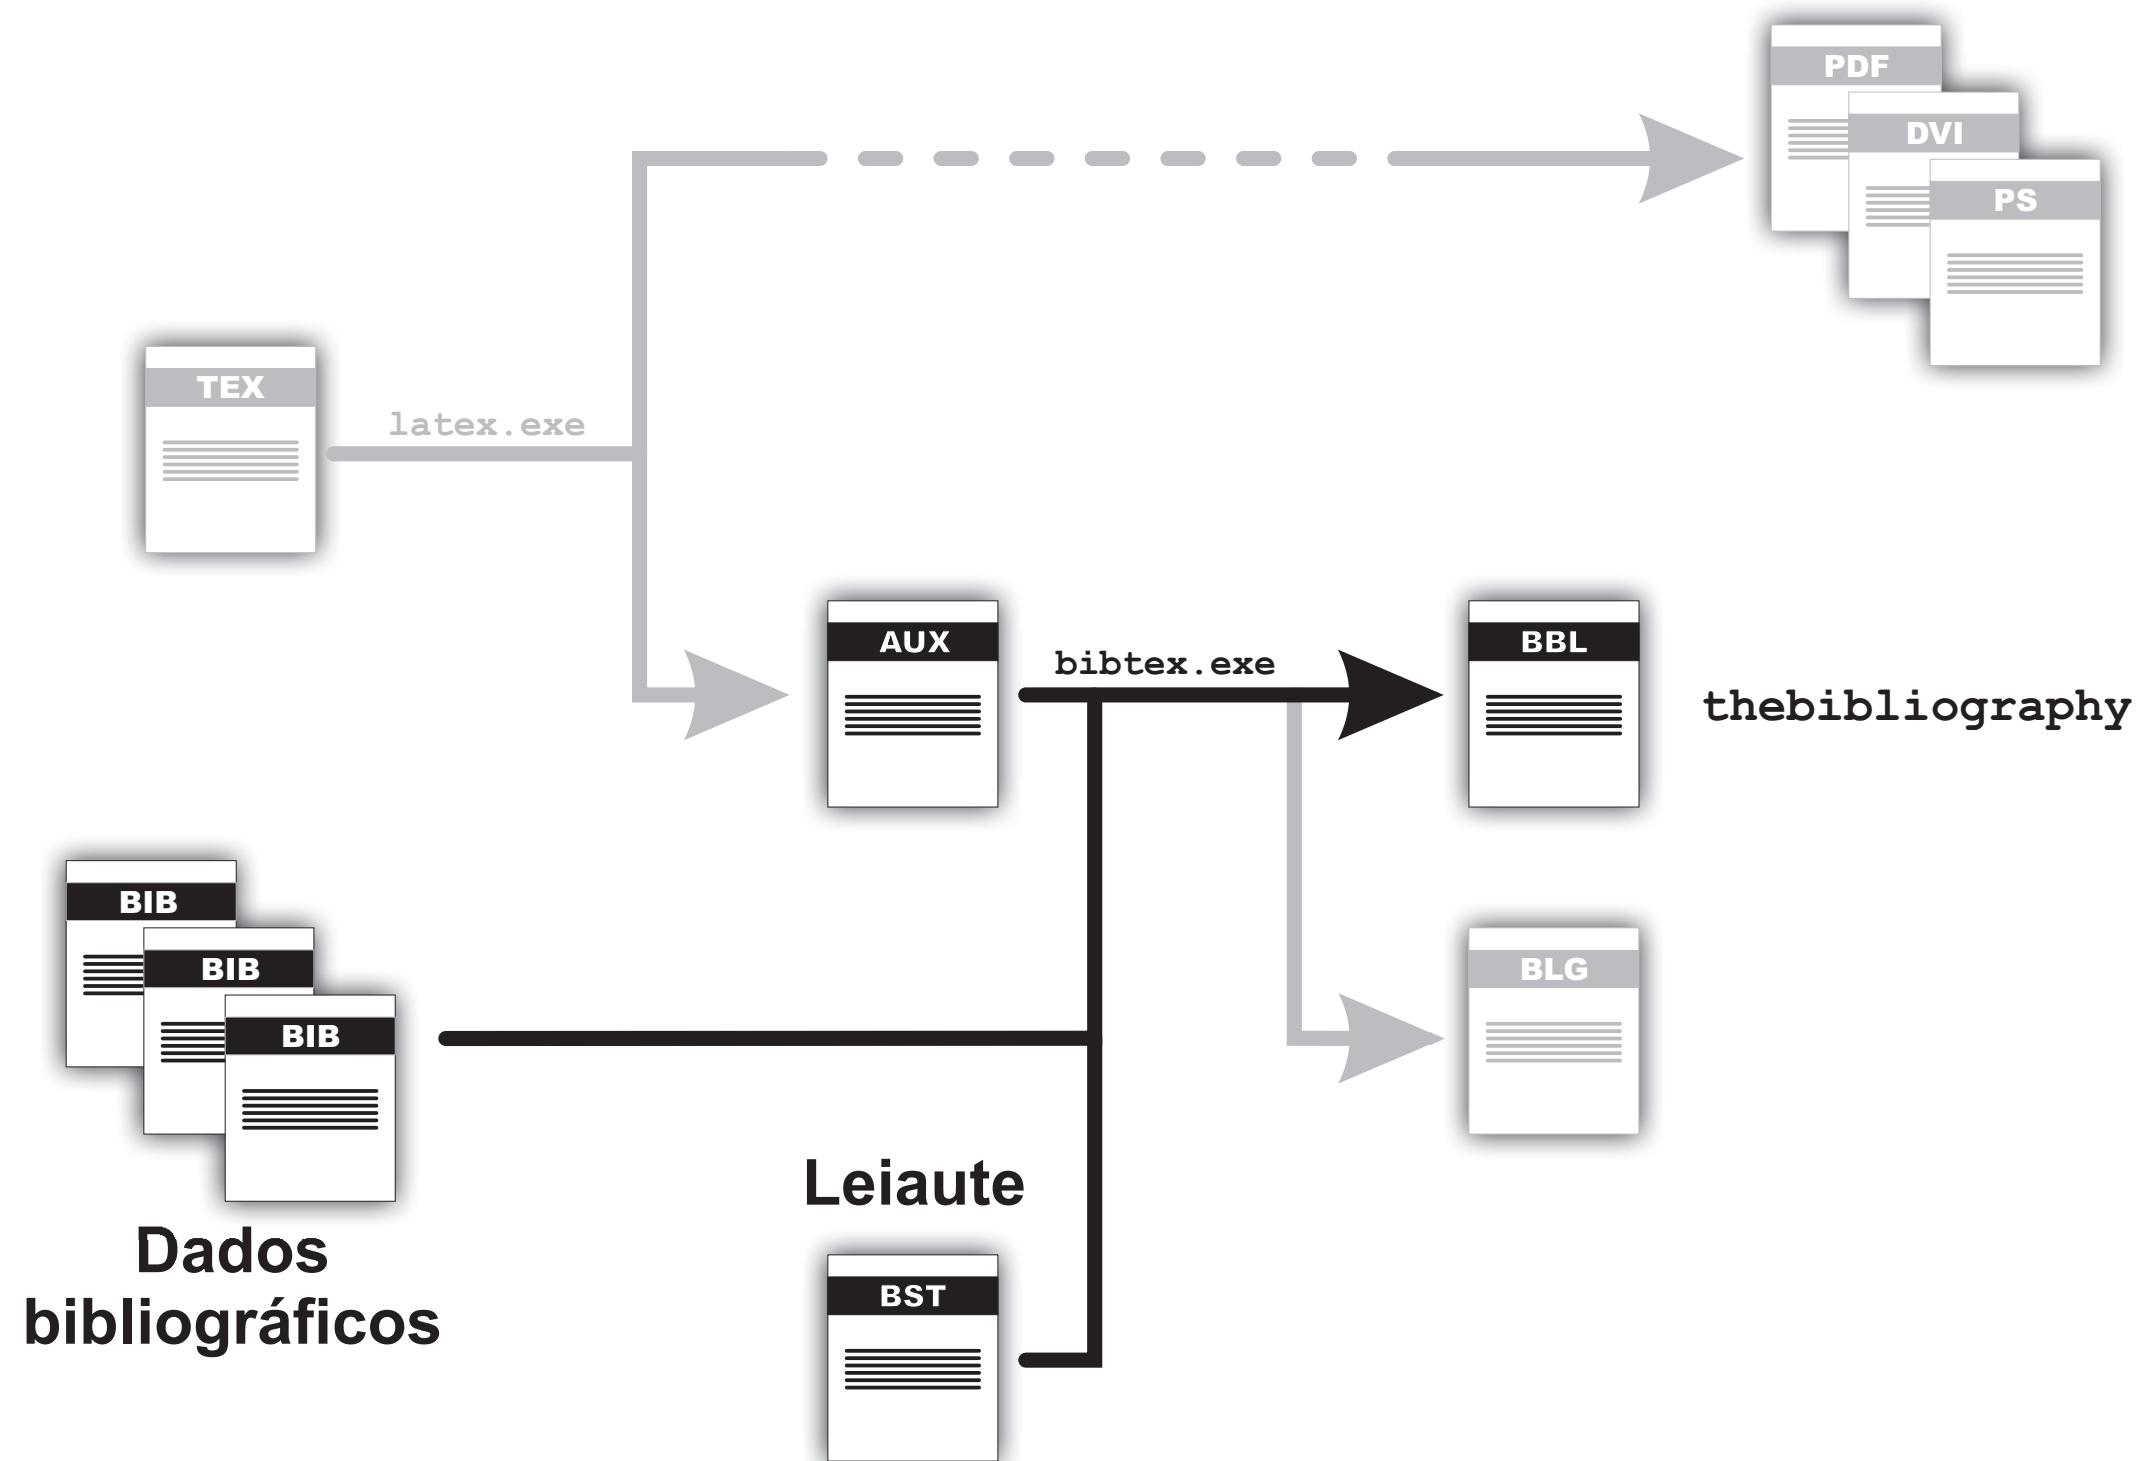 PDF
DVI
PS
TEX
latex.exe
AUX
bibtex.exe
BBL
thebibliography
BIB
BIB
BIB
BLG
Dados
bibliográficos
Leiaute
BST